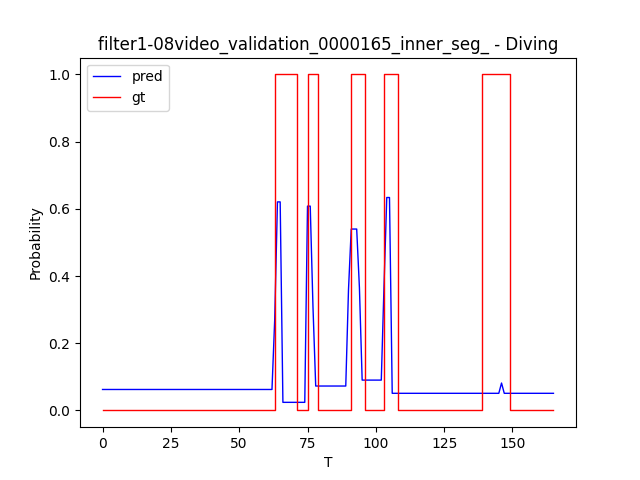 filter1-08video_validation_0000165_inner_seg_ - Diving
pred
gt
1.0
0.8
0.6
0.4
0.2
0.0
Probability
0
25
50
75
100
125
150
T